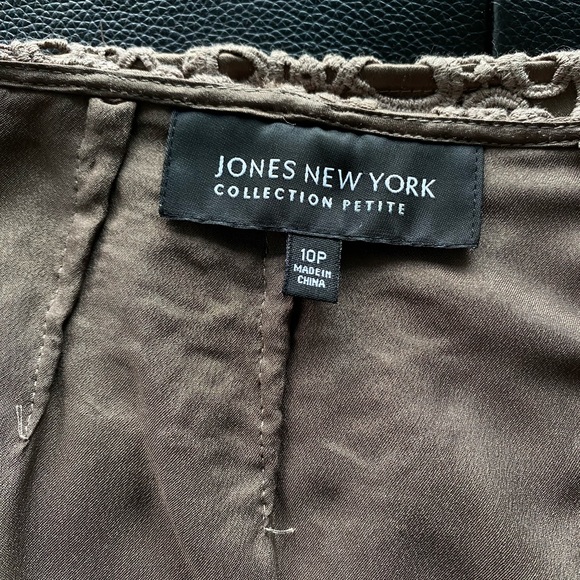 JONES NEW YORK
COLLECTION PETITE
10P
MADE IN
CHINA